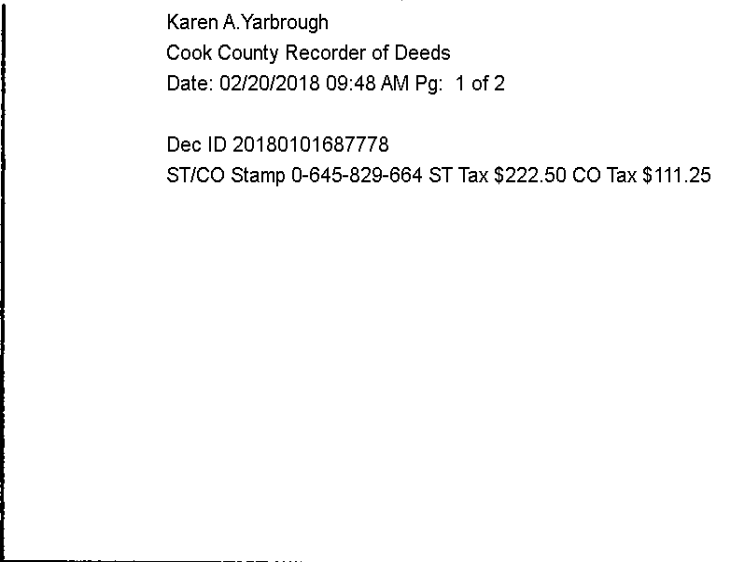 Karen A.Yarbrough
Cook County Recorder of Deeds
Date: 02/20/2018 09:48 AM Pg: 1 of 2
Dec ID 20180101687778
ST/CO Stamp 0-645-829-664 ST Tax $222.50 CO Tax $111.25